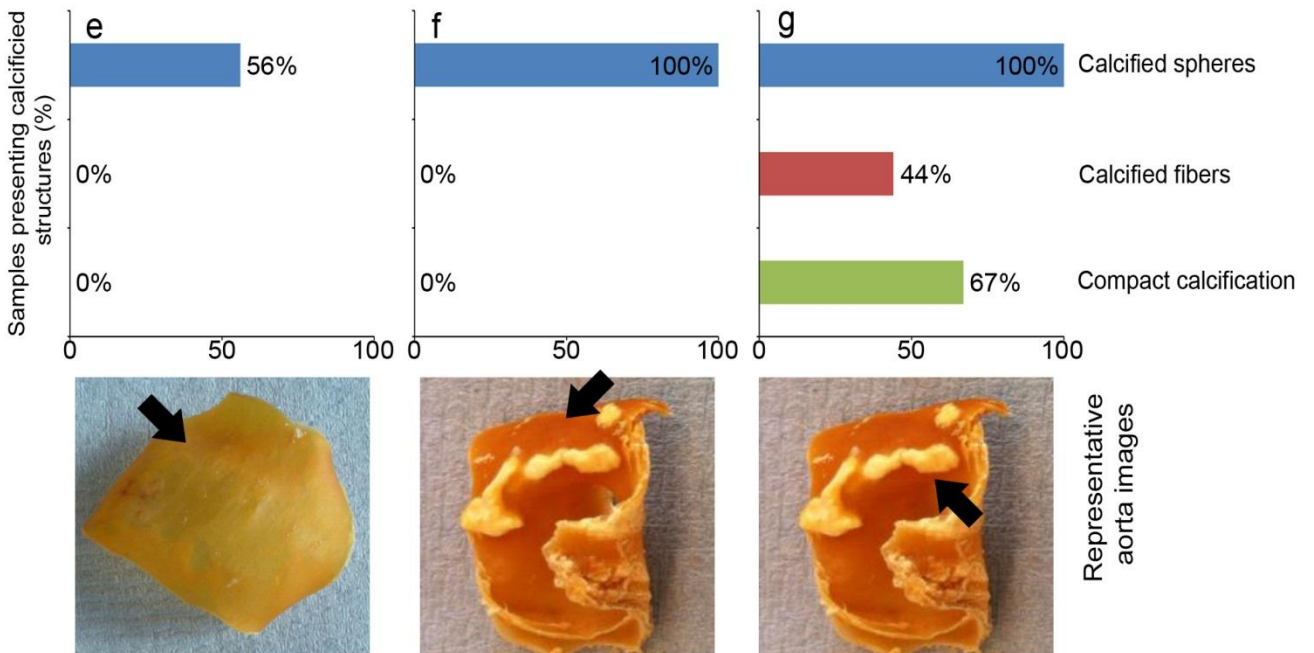 Samples presenting calcificied
structures (%)
e
56%
0%
0%
0 50 100
f
100%
0%
0%
0 50 100
g
100%
44%
67%
0 50 100
Calcified spheres
Calcified fibers
Compact calcification
Representative
aorta images